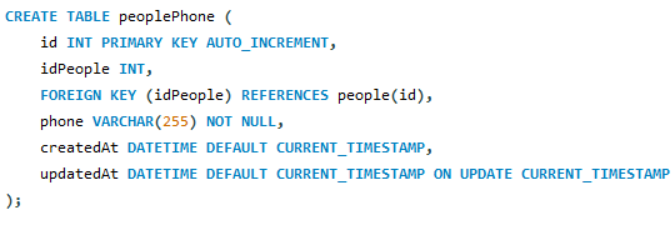 CREATE TABLE peoplePhone (
    id INT PRIMARY KEY AUTO_INCREMENT,
    idPeople INT,
    FOREIGN KEY (idPeople) REFERENCES people(id),
    phone VARCHAR(255) NOT NULL,
    createdAt DATETIME DEFAULT CURRENT_TIMESTAMP,
    updatedAt DATETIME DEFAULT CURRENT_TIMESTAMP ON UPDATE CURRENT_TIMESTAMP
);